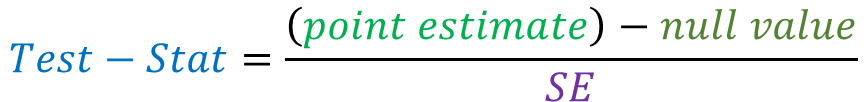 Test − Stat = (point estimate) − null value / SE